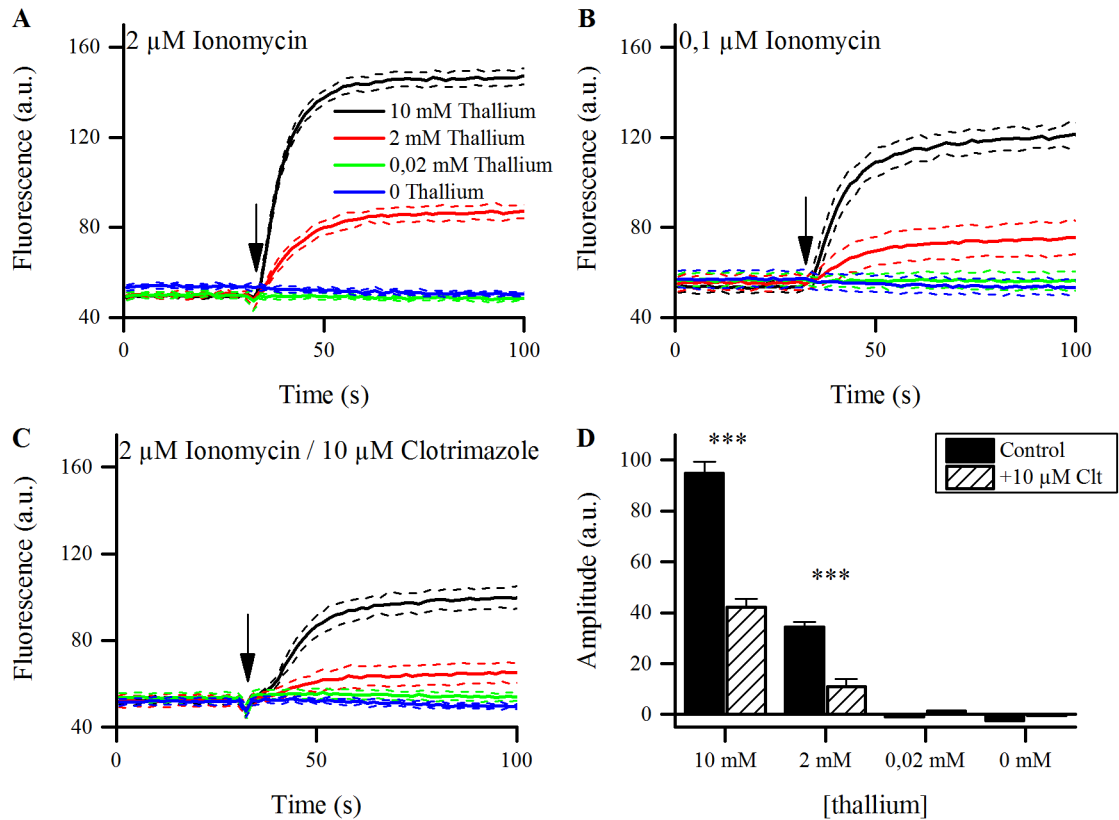 A
2 µM Ionomycin
160
120
80
40
Fluorescence (a.u.)
10 mM Thallium
2 mM Thallium
0,02 mM Thallium
0 Thallium
0
50
100
Time (s)
B
0,1 µM Ionomycin
160
120
80
40
Fluorescence (a.u.)
0
50
100
Time (s)
C
2 µM Ionomycin / 10 µM Clotrimazole
160
120
80
40
Fluorescence (a.u.)
0
50
100
Time (s)
D
***
***
Control
+10 µM Clt
100
80
60
40
20
0
Amplitude (a.u.)
10 mM
2 mM
0,02 mM
0 mM
[thallium]